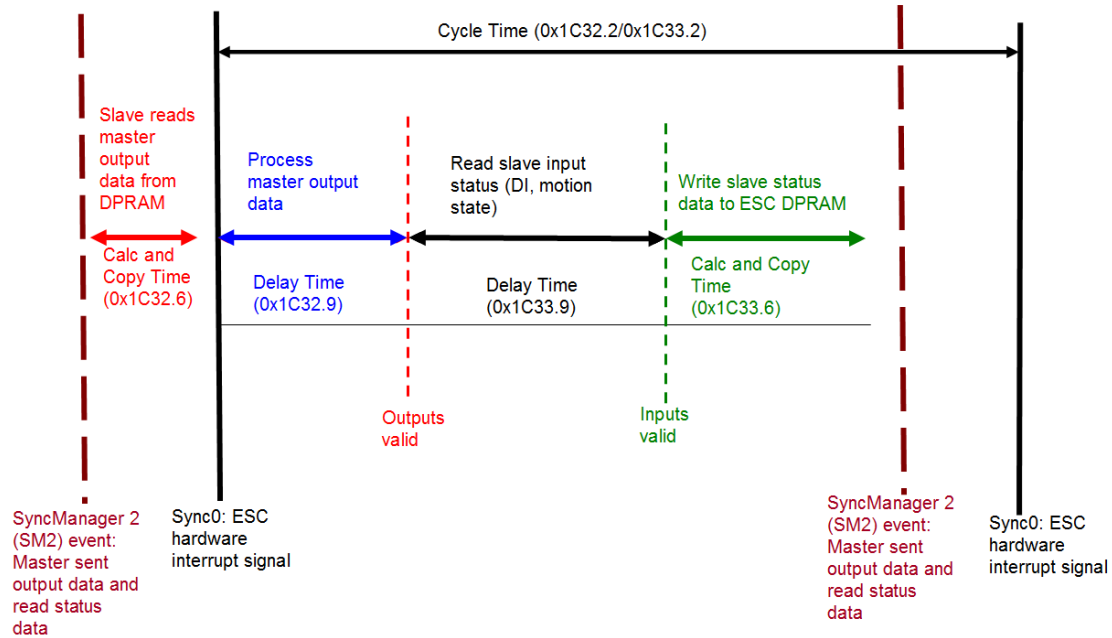 Cycle Time (0x1C32.2/0x1C33.2)
Slave reads
master
output
data from
DPRAM
Process
master output
data
Read slave input
status (DI, motion
state)
Write slave status
data to ESC DPRAM
Calc and
Copy Time
(0x1C32.6)
Delay Time
(0x1C32.9)
Delay Time
(0x1C33.9)
Calc and Copy
Time
(0x1C33.6)
Outputs
valid
Inputs
valid
SyncManager 2
(SM2) event:
Master sent
output data and
read status
data
Sync0: ESC
hardware
interrupt signal
SyncManager 2
(SM2) event:
Master sent
output data and
read status
data
Sync0: ESC
hardware
interrupt signal